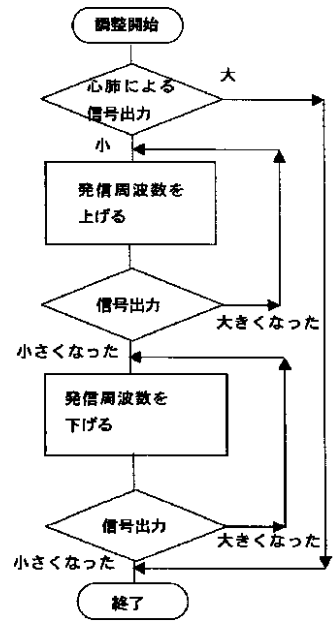 調整開始
心肺による
信号出力
大
小
発信周波数を
上げる
信号出力
大きくなった
小さくなった
発信周波数を
下げる
信号出力
大きくなった
小さくなった
終了